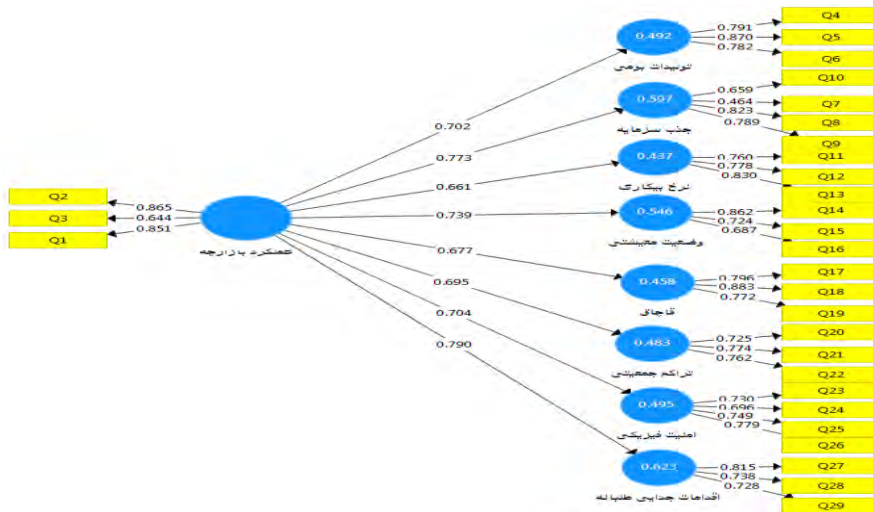 Q2
Q3
Q1
0.865
0.644
0.851
عملکرد بازارچه
0.702
0.773
0.661
0.739
0.677
0.695
0.704
0.790
0.492
تولیدات بومی
0.791
0.870
0.782
Q4
Q5
Q6
0.597
جذب سرمایه
0.659
0.464
0.823
0.789
Q10
Q7
Q8
Q9
0.437
نرخ بیکاری
0.760
0.778
0.830
Q11
Q12
Q13
0.546
وضعیت معیشتی
0.862
0.724
0.687
Q14
Q15
Q16
0.458
قاچاق
0.796
0.883
0.772
Q17
Q18
Q19
0.483
تراکم جمعیتی
0.725
0.774
0.762
Q20
Q21
Q22
0.495
امنیت فیزیکی
0.730
0.696
0.749
0.779
Q23
Q24
Q25
Q26
0.623
اقدامات جدایی طلبانه
0.815
0.738
0.728
Q27
Q28
Q29